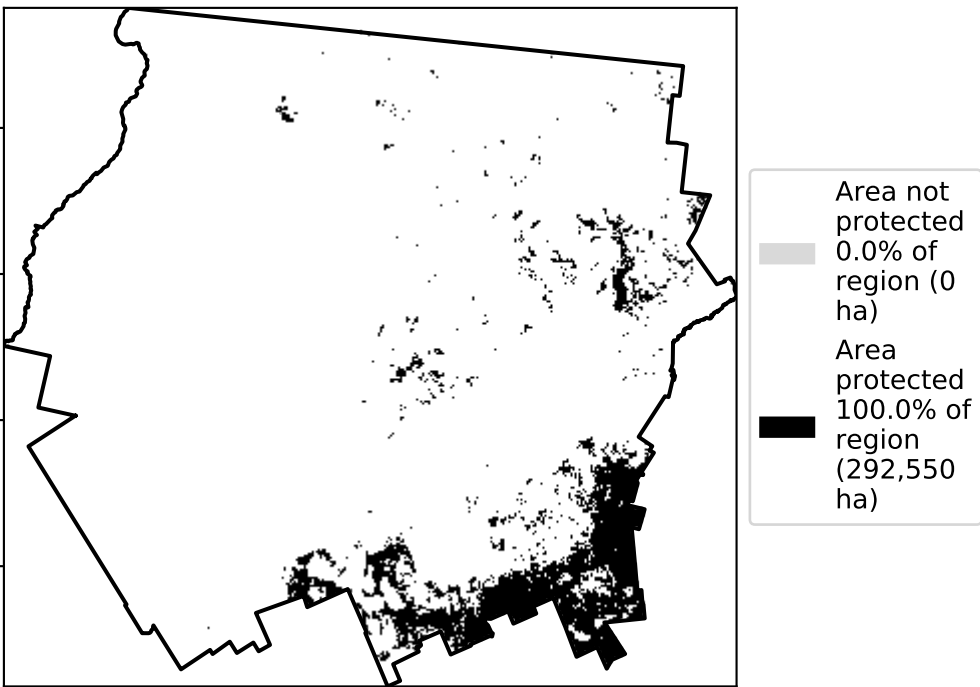 Area not
protected
0.0% of
region (0
ha)
Area
protected
100.0% of
region
(292,550
ha)